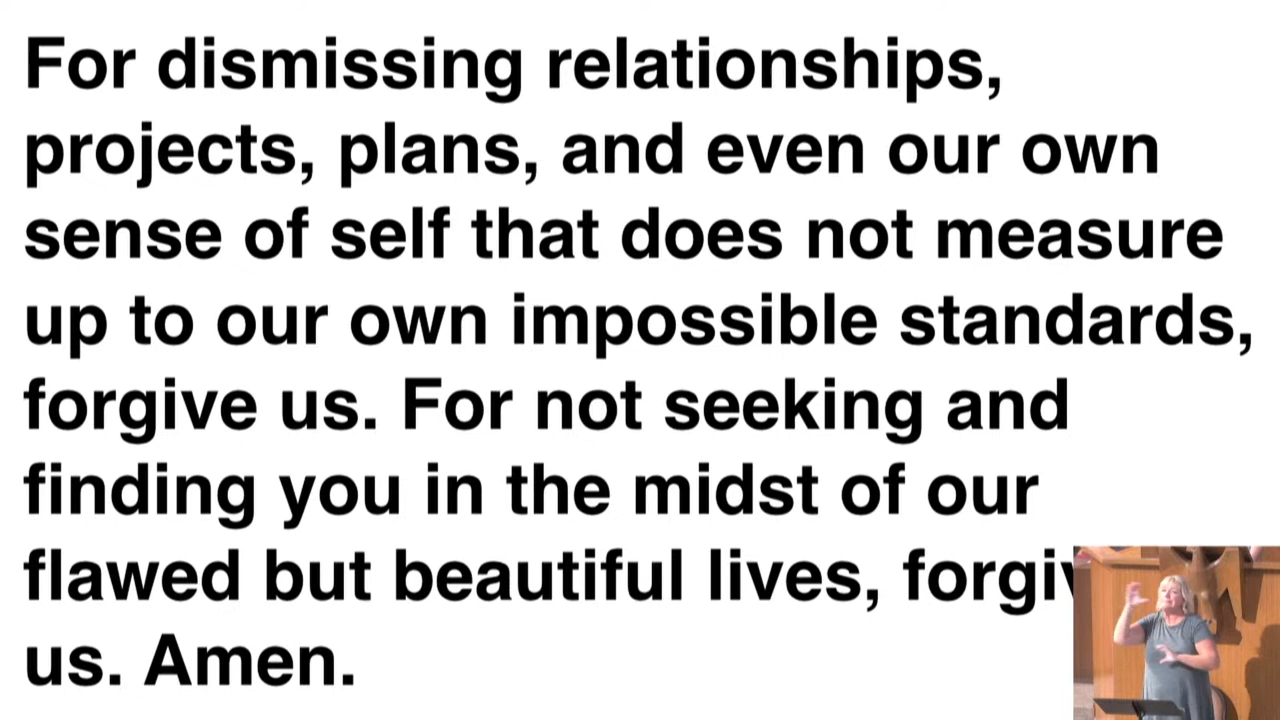 For dismissing relationships,
projects, plans, and even our own
sense of self that does not measure
up to our own impossible standards,
forgive us. For not seeking and
finding you in the midst of our
flawed but beautiful lives,
us. Amen.